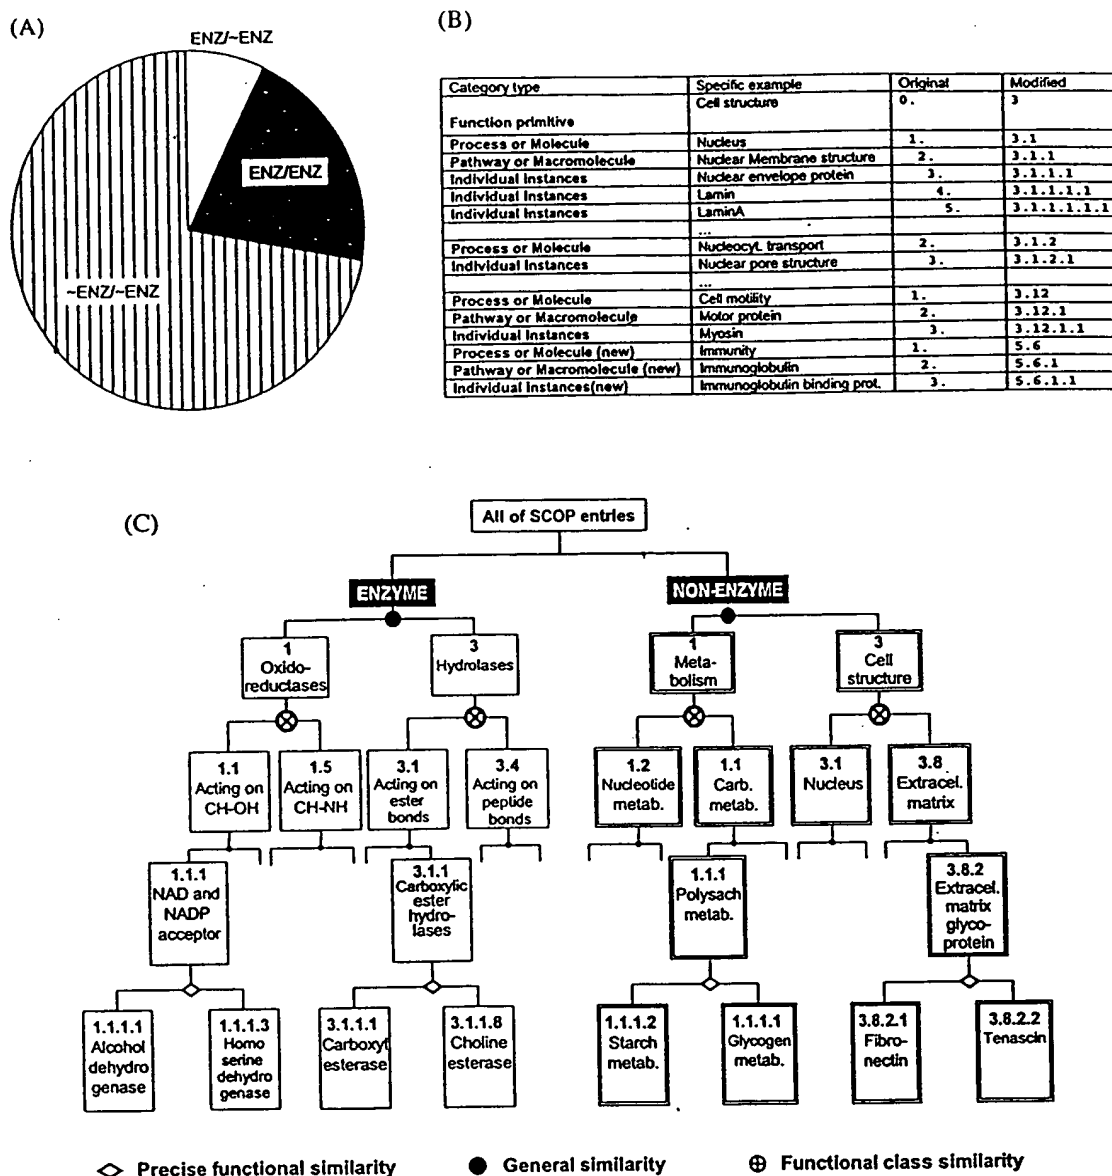 (A)
ENZ/~ENZ
ENZ/ENZ
~ENZ/~ENZ
(B)
Category type Specific example Original Modified
Cell structure 0. 3
Function primitive
Process or Molecule Nucleus 1. 3.1
Pathway or Macromolecule Nuclear Membrane structure 2. 3.1.1
Individual Instances Nuclear envelope protein 3. 3.1.1.1
Individual Instances Lamin 4. 3.1.1.1.1
Individual Instances LaminA 5. 3.1.1.1.1.1
...
Process or Molecule Nucleocyt. transport 2. 3.1.2
Individual Instances Nuclear pore structure 3. 3.1.2.1
...
Process or Molecule Cell motility 1. 3.12
Pathway or Macromolecule Motor protein 2. 3.12.1
Individual Instances Myosin 3. 3.12.1.1
Process or Molecule (new) Immunity 1. 5.6
Pathway or Macromolecule (new) Immunoglobulin 2. 5.6.1
Individual Instances(new) Immunoglobulin binding prot. 3. 5.6.1.1
(C)
All of SCOP entries
ENZYME NON-ENZYME
1
Oxido-
reductases
3
Hydrolases
1
Meta-
bolism
3
Cell
structure
1.1
Acting on
CH-OH
1.5
Acting on
CH-NH
3.1
Acting on
ester
bonds
3.4
Acting on
peptide
bonds
1.2
Nucleotide
metab.
1.1
Carb.
metab.
3.1
Nucleus
3.8
Extracel.
matrix
1.1.1
NAD and
NADP
acceptor
3.1.1
Carboxylic
ester
hydro-
lases
1.1.1
Polysach
metab.
3.8.2
Extracel.
matrix
glyco-
protein
1.1.1.1
Alcohol
dehydro
genase
1.1.1.3
Homo
serine
dehydro
genase
3.1.1.1
Carboxyl
esterase
3.1.1.8
Choline
esterase
1.1.1.2
Starch
metab.
1.1.1.1
Glycogen
metab.
3.8.2.1
Fibro-
nectin
3.8.2.2
Tenascin
Precise functional similarity General similarity Functional class similarity